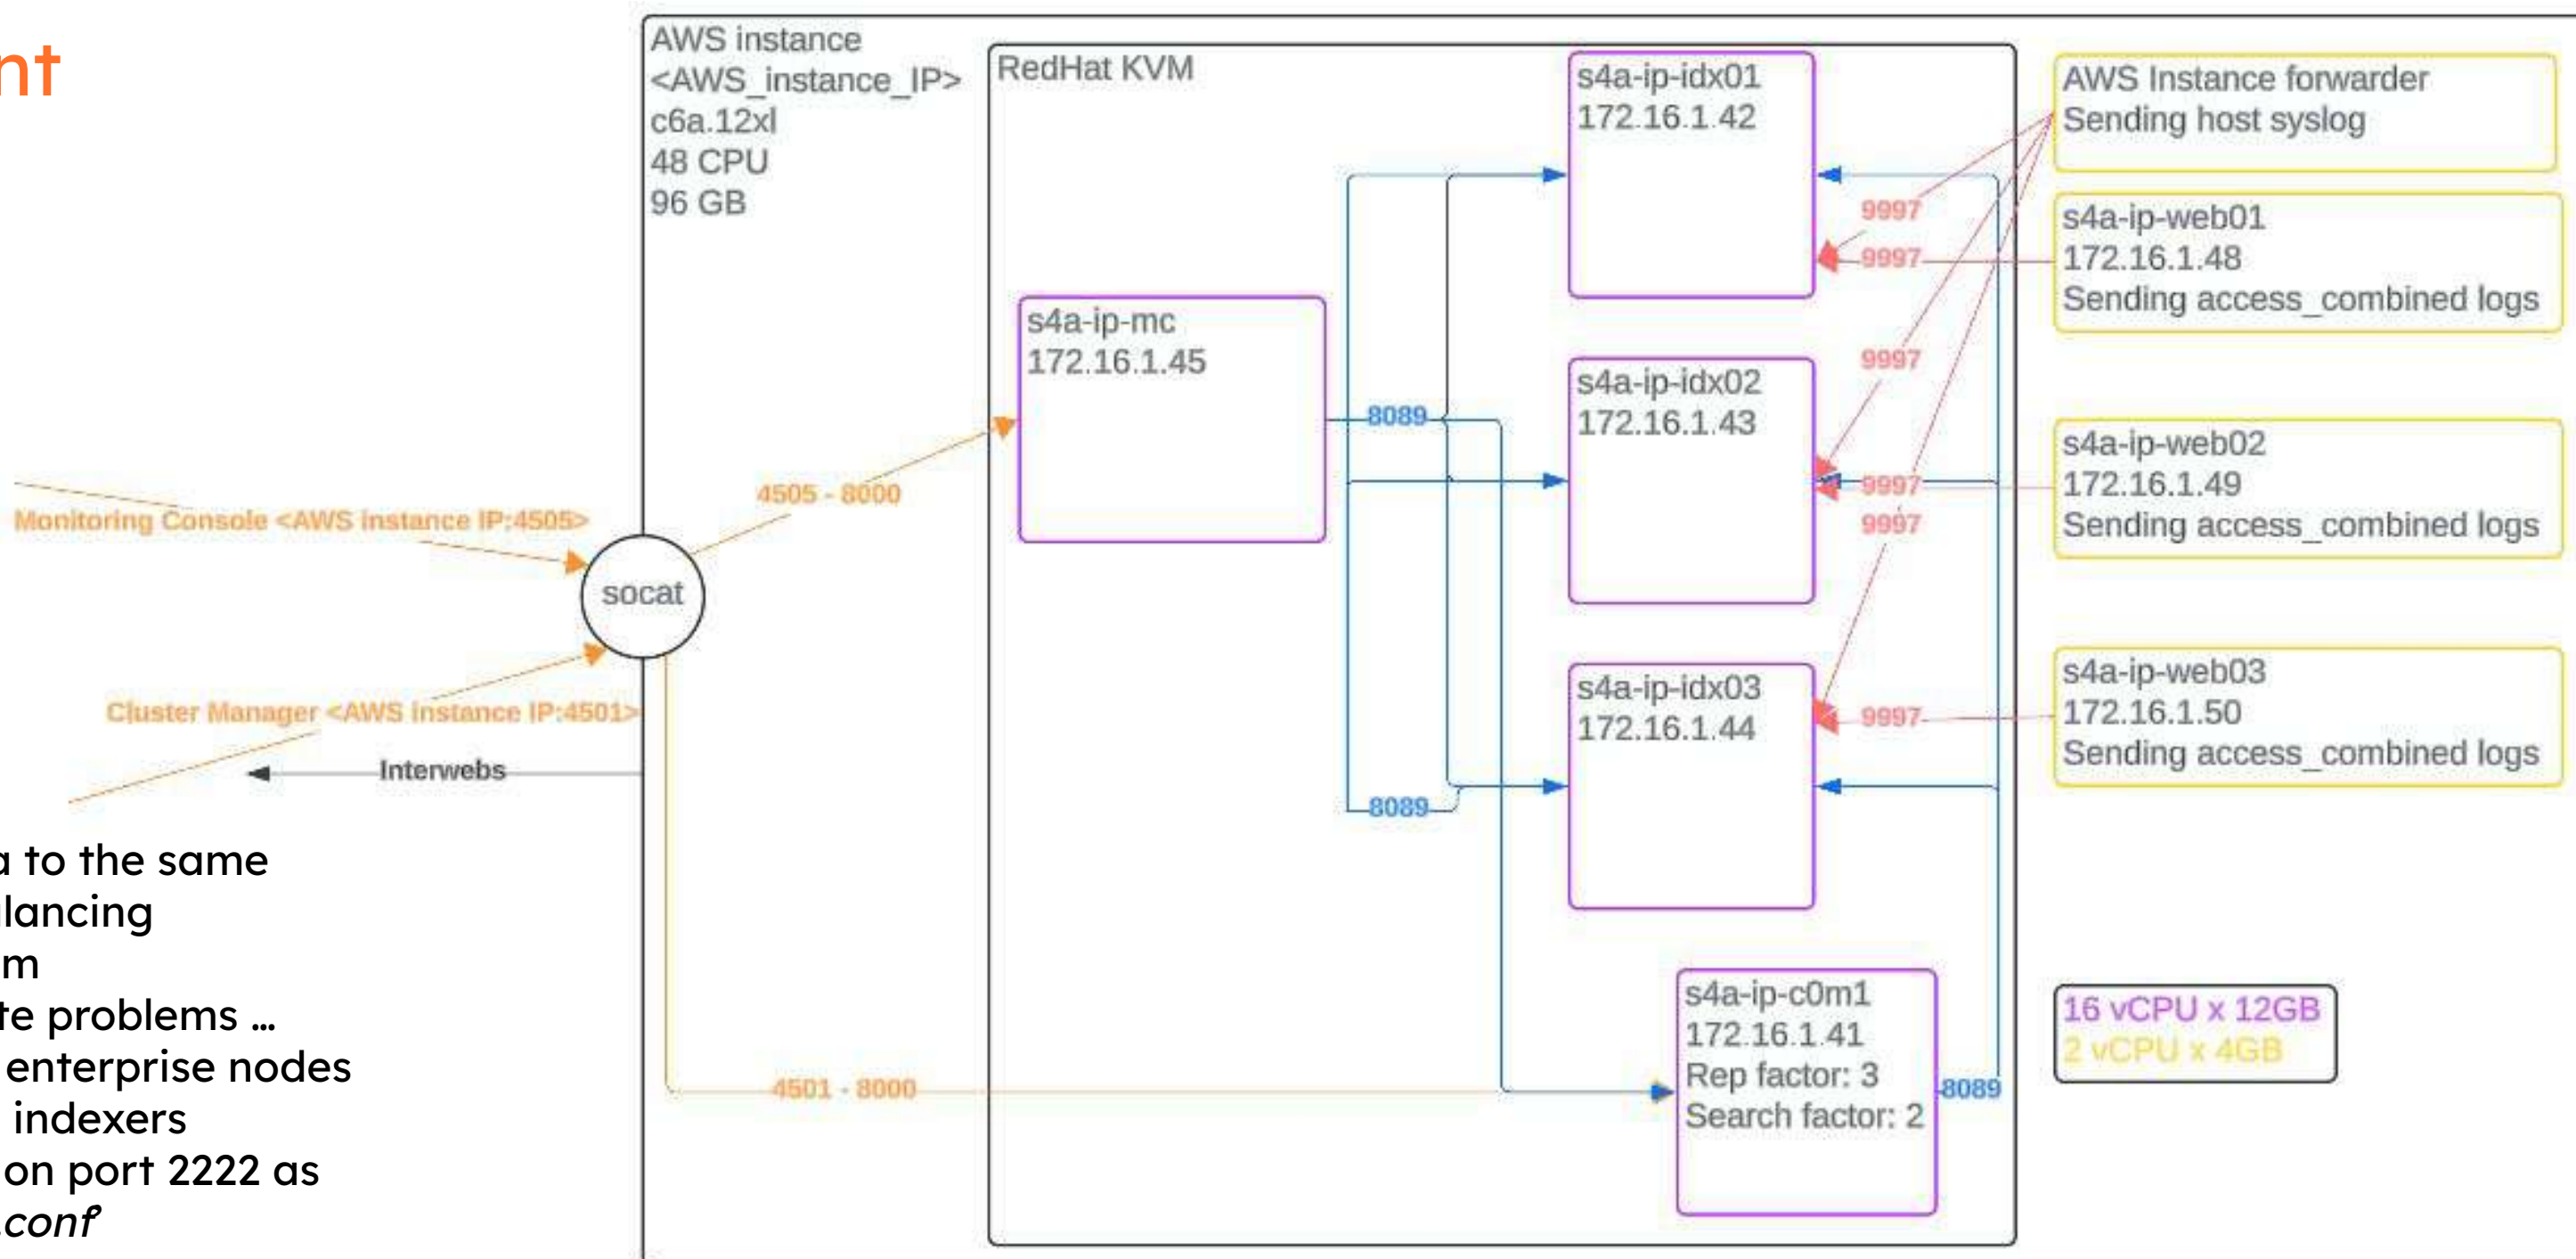 nt
AWS instance
<AWS_instance_IP>
c6a.12xl
48 CPU
96 GB
RedHat KVM
s4a-ip-idx01
172.16.1.42
AWS Instance forwarder
Sending host syslog
9997
s4a-ip-web01
172.16.1.48
Sending access_combined logs
9997
s4a-ip-mc
172.16.1.45
8089
s4a-ip-idx02
172.16.1.43
9997
s4a-ip-web02
172.16.1.49
Sending access_combined logs
9997
9997
4505 - 8000
Monitoring Console <AWS instance IP:4505>
socat
Cluster Manager <AWS instance IP:4501>
Interwebs
s4a-ip-idx03
172.16.1.44
9997
s4a-ip-web03
172.16.1.50
Sending access_combined logs
8089
a to the same
lancing
m
te problems ...
enterprise nodes
indexers
on port 2222 as
.conf'
4501 - 8000
s4a-ip-c0m1
172.16.1.41
Rep factor: 3
Search factor: 2
8089
16 vCPU x 12GB
2 vCPU x 4GB